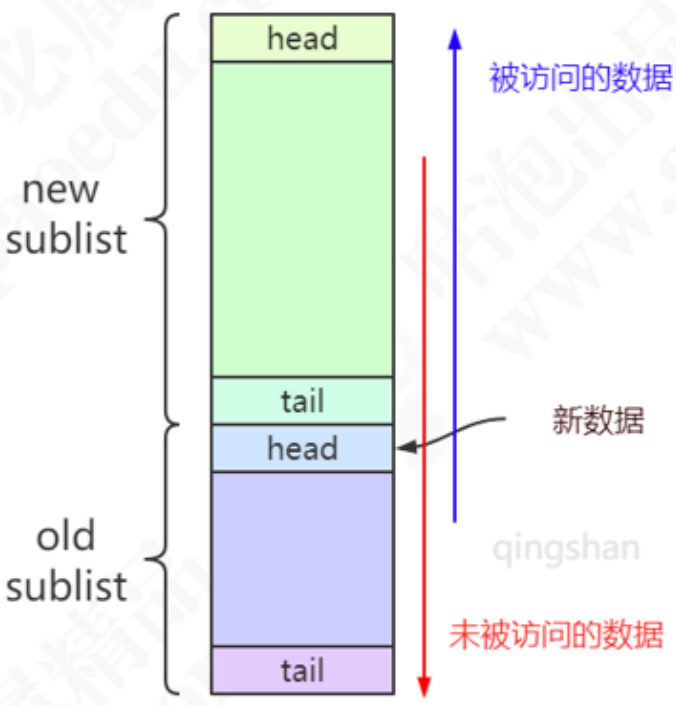 head
被访问的数据
new
sublist
tail
head
新数据
old
sublist
qingshan
未被访问的数据
tail